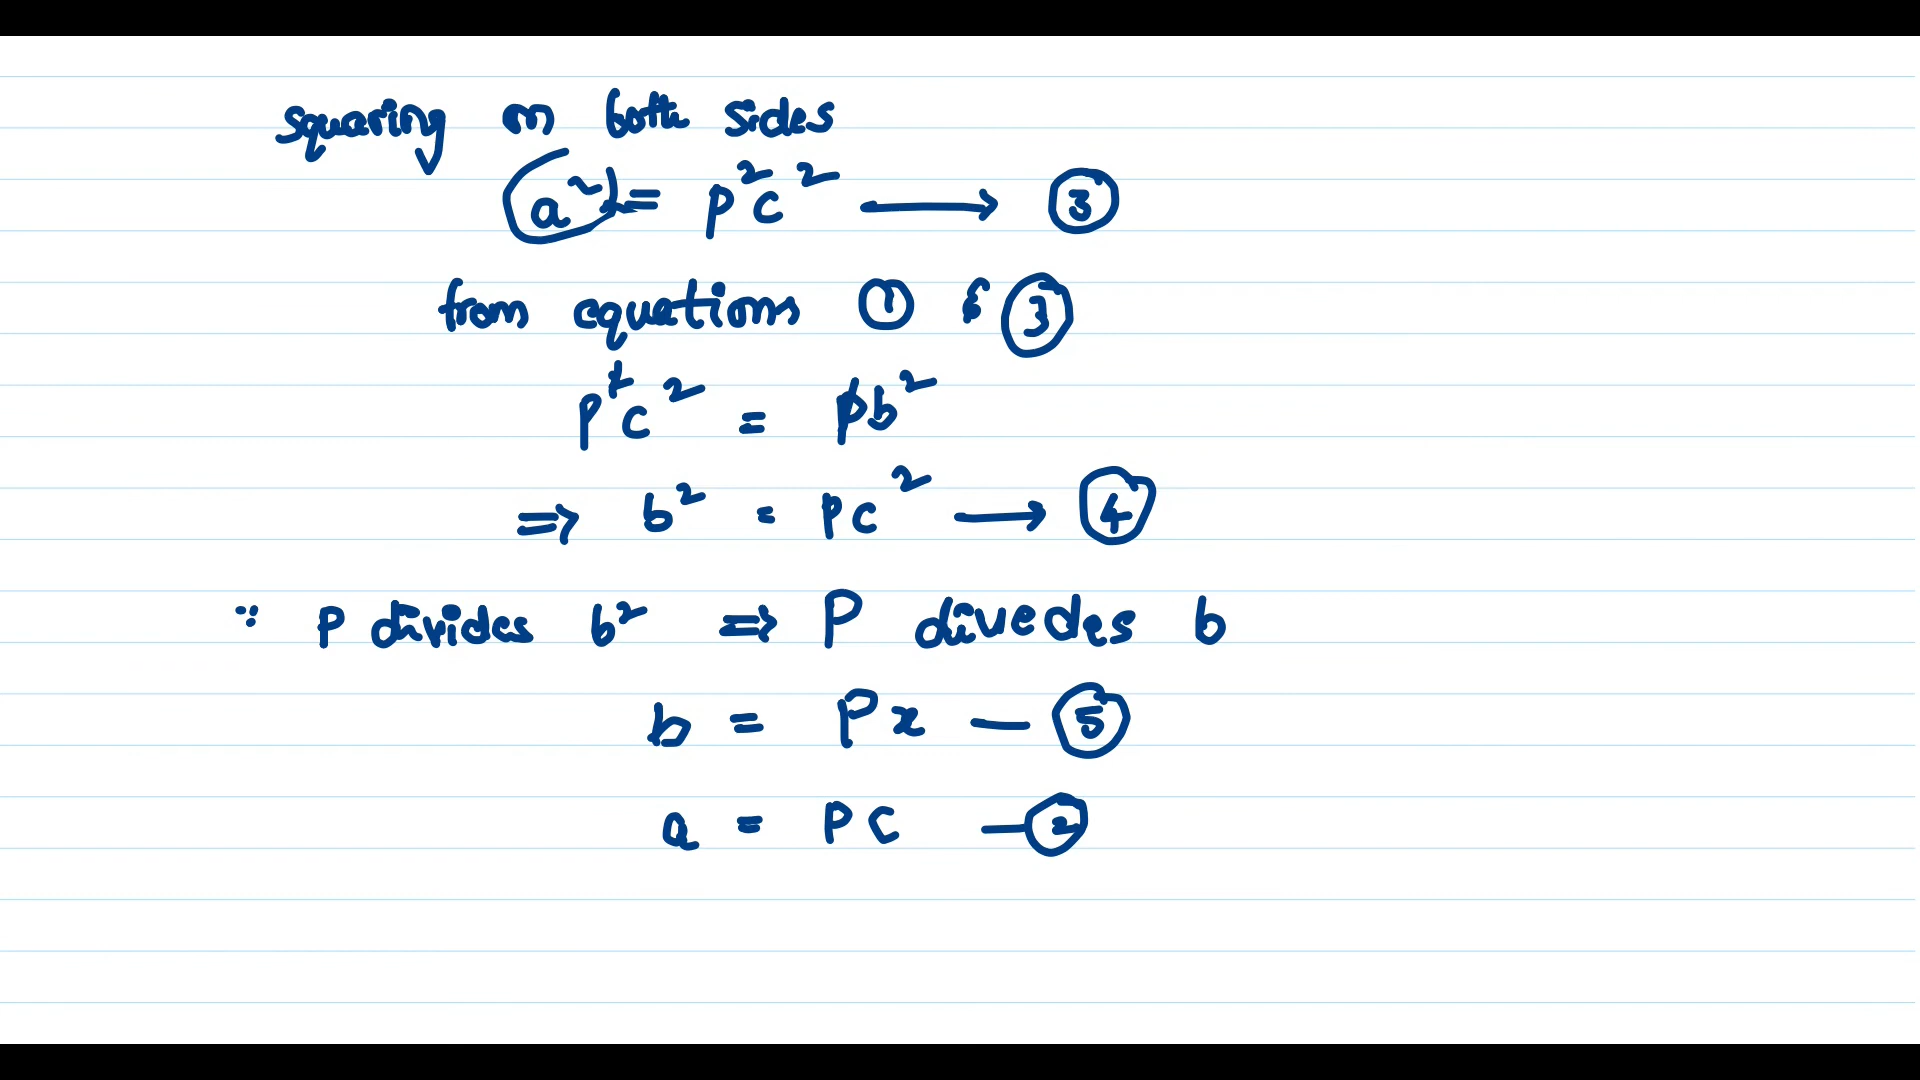 squaring on both sides
a² = p²c² ⟶ ③
from equations ① & ③
p²c² = pb²
⇒ b² = pc² ⟶ ④
∵ p divides b² ⇒ P divedes b
b = Px — ⑤
a = PC — ②